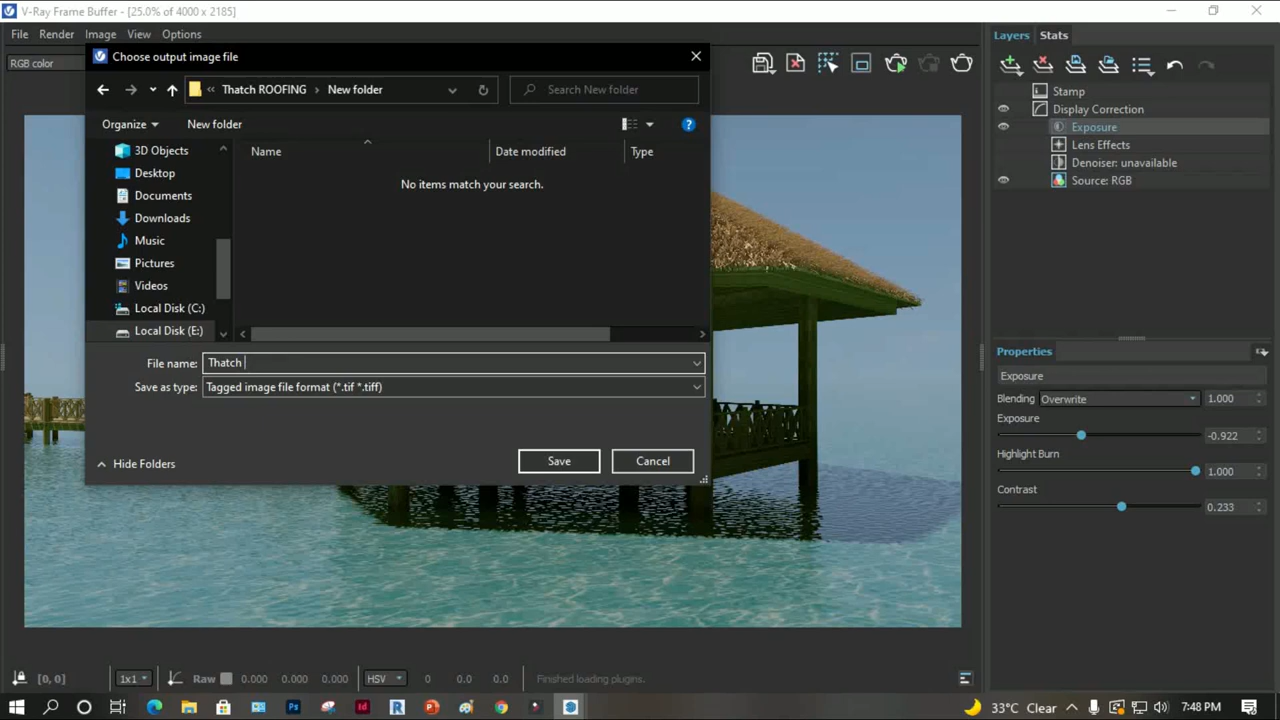 V-Ray Frame Buffer - [25.0% of 4000 x 2185]
File Render Image View Options
RGB color
Choose output image file
Thatch ROOFING New folder
Search New folder
Organize New folder
3D Objects
Desktop
Documents
Downloads
Music
Pictures
Videos
Local Disk (C:)
Local Disk (E:)
Name Date modified Type
No items match your search.
File name: Thatch
Save as type: Tagged image file format (*.tif *.tiff)
Hide Folders Save Cancel
Layers Stats
Stamp
Display Correction
Exposure
Lens Effects
Denoiser: unavailable
Source: RGB
Properties
Exposure
Blending Overwrite 1.000
Exposure
-0.922
Highlight Burn
1.000
Contrast
0.233
[0, 0] 1x1 Raw 0.000 0.000 0.000 HSV 0 0.0 0.0 Finished loading plugins.
33°C Clear 7:48 PM